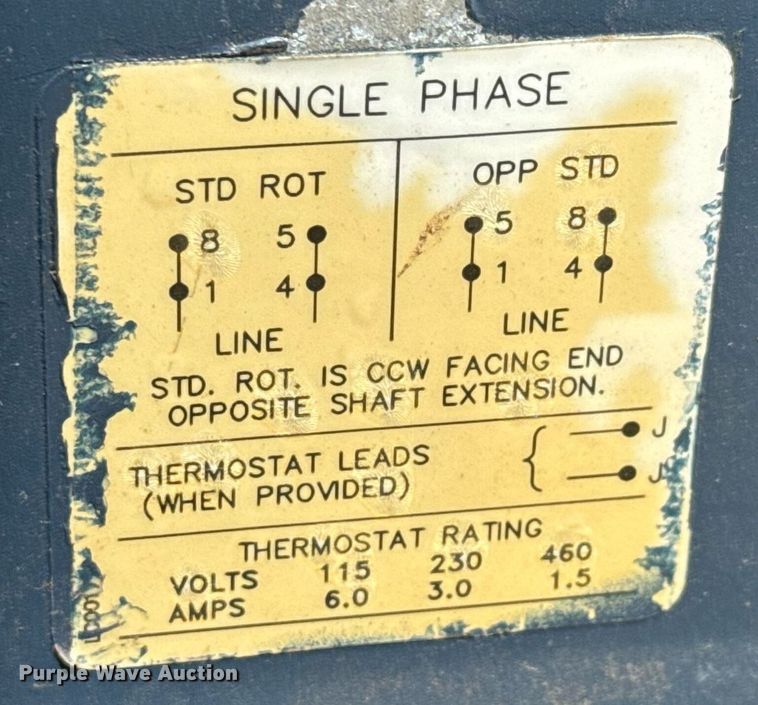 SINGLE PHASE
STD ROT
OPP STD
8 5
1 4
LINE
5 8
1 4
LINE
STD. ROT. IS CCW FACING END
OPPOSITE SHAFT EXTENSION.
THERMOSTAT LEADS
(WHEN PROVIDED)
J
J
THERMOSTAT RATING
VOLTS 115 230 460
AMPS 6.0 3.0 1.5
Purple Wave Auction